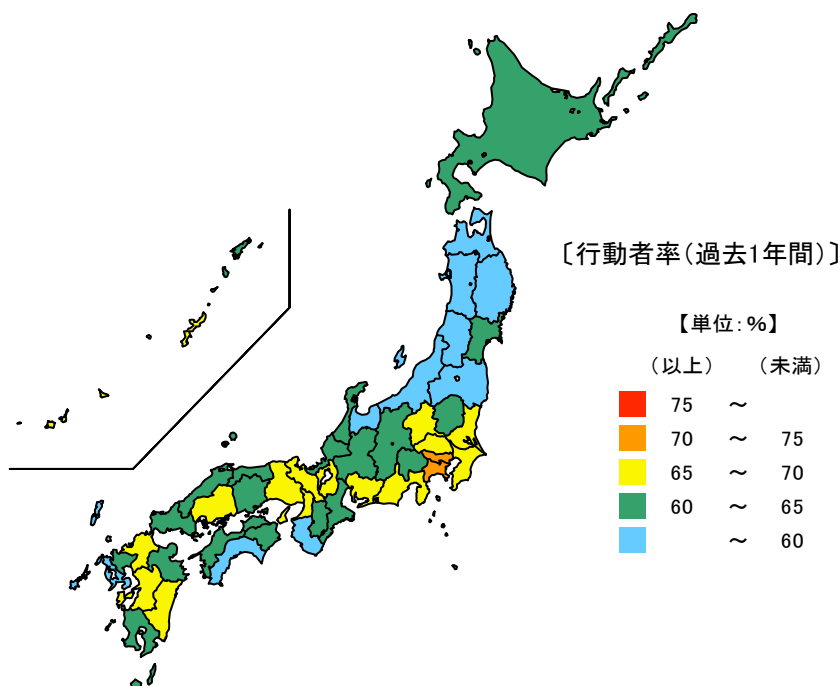 〔行動者率(過去1年間)〕
【単位:%】
(以上) (未満)
75 ～
70 ～ 75
65 ～ 70
60 ～ 65
～ 60